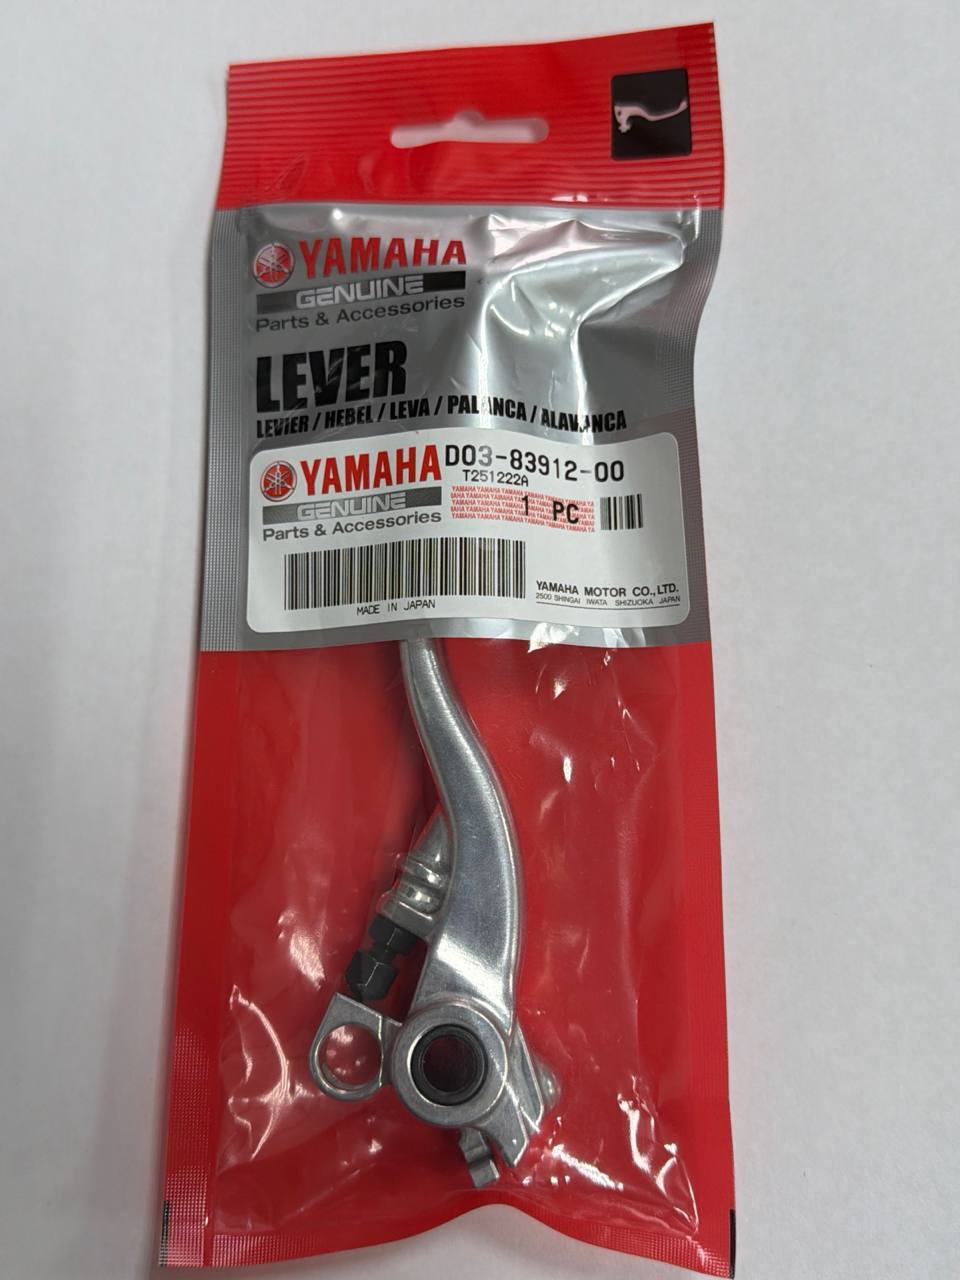 YAMAHA
GENUINE
Parts & Accessories
LEVER
LEVIER / HEBEL / LEVA / PALANCA / ALAVANCA
YAMAHA
GENUINE
Parts & Accessories
D03-83912-00
T251222A
1 PC
MADE IN JAPAN
YAMAHA MOTOR CO.,LTD.
2500 SHINGAI IWATA SHIZUOKA JAPAN